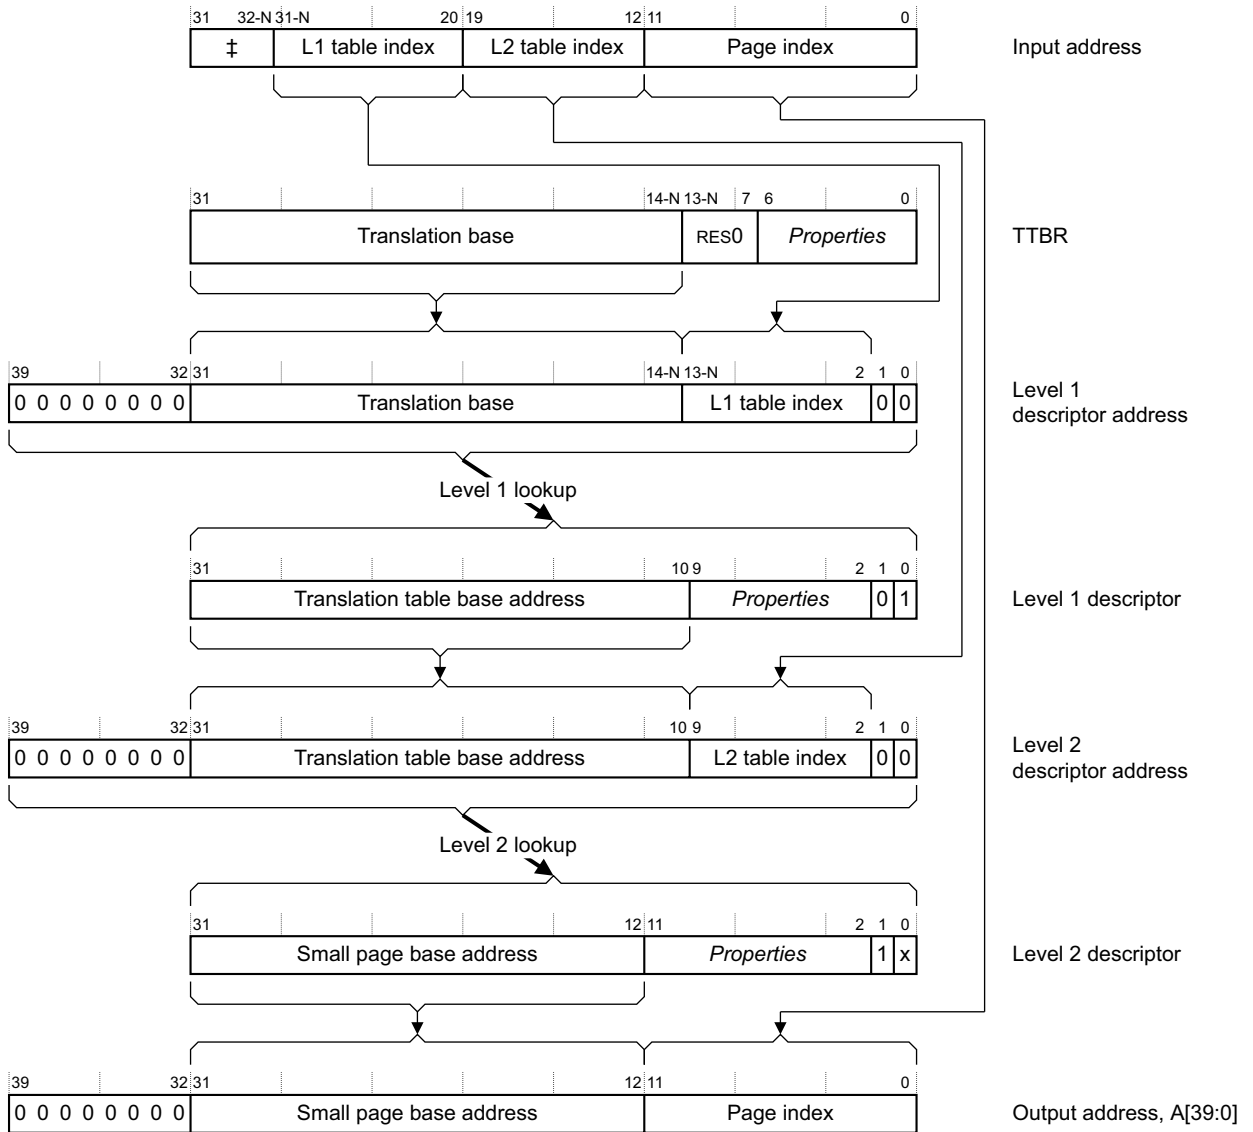 31 32-N 31-N 20 19 12 11 0
‡ L1 table index L2 table index Page index Input address
31 14-N 13-N 7 6 0
Translation base RES0 Properties TTBR
39 32 31 14-N 13-N 2 1 0
0 0 0 0 0 0 0 0 Translation base L1 table index 0 0 Level 1
descriptor address
Level 1 lookup
31 10 9 2 1 0
Translation table base address Properties 0 1 Level 1 descriptor
39 32 31 10 9 2 1 0
0 0 0 0 0 0 0 0 Translation table base address L2 table index 0 0 Level 2
descriptor address
Level 2 lookup
31 12 11 2 1 0
Small page base address Properties 1 x Level 2 descriptor
39 32 31 12 11 0
0 0 0 0 0 0 0 0 Small page base address Page index Output address, A[39:0]